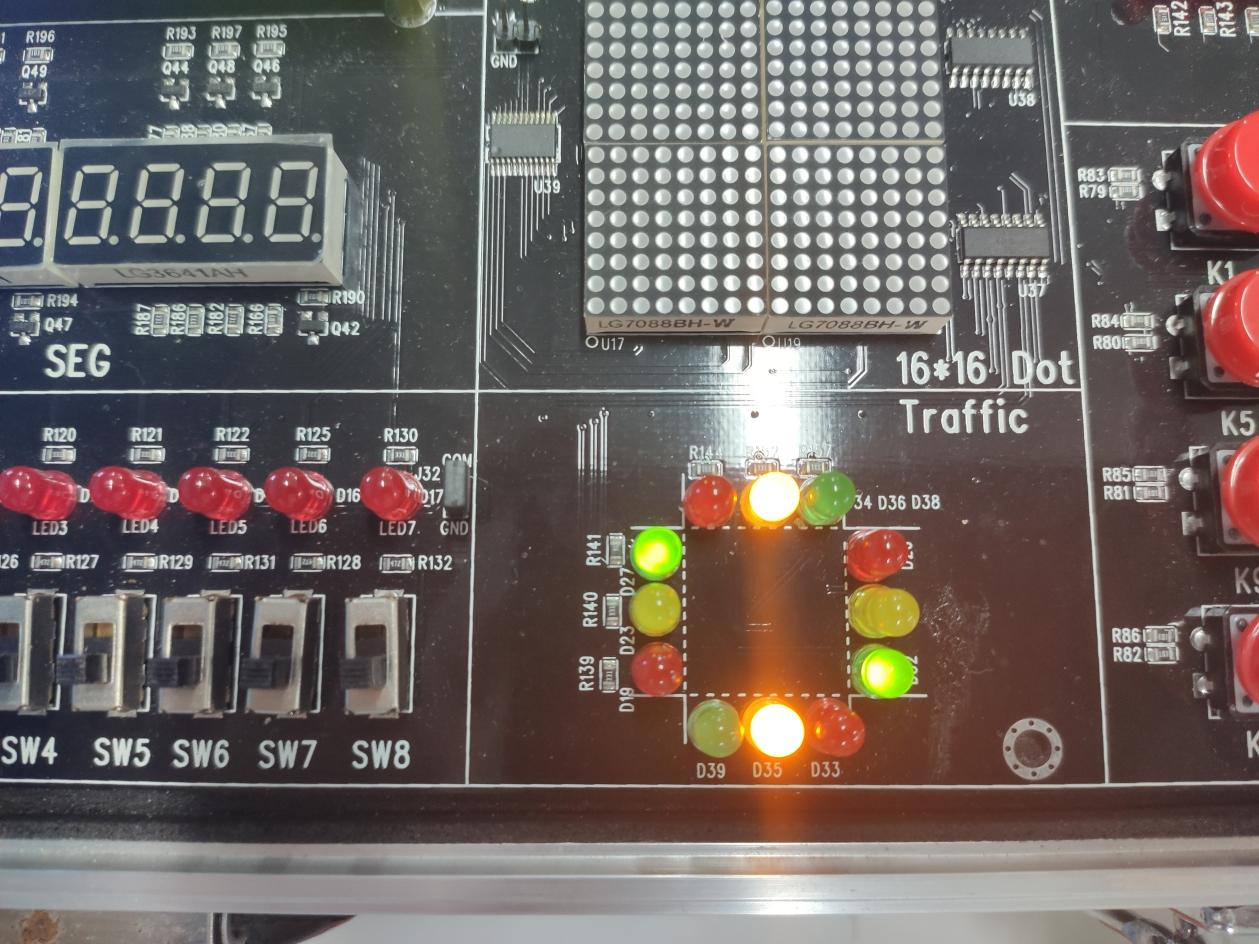 R196
R193
R197
R195
Q49
Q44
Q48
Q46
GND
R142
R143
U38
U39
R83
R79
LG3641AH
K1
U37
R194
R190
Q47
R187
R186
R182
R166
Q42
LG7088BH-W
LG7088BH-W
U17
U19
R84
R80
SEG
16*16 Dot
Traffic
K5
R120
R121
R122
R125
R130
COM
J32
D16
D17
GND
LED3
LED4
LED5
LED6
LED7
R144
34 D36 D38
R85
R81
R127
R129
R131
R128
R132
R141
D27
R140
D23
R139
D19
R86
R82
SW4
SW5
SW6
SW7
SW8
D39
D35
D33